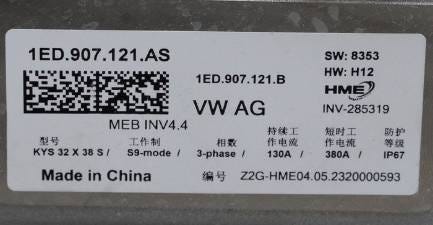 1ED.907.121.AS
SW: 8353
HW: H12
1ED.907.121.B
HME
VW AG
INV-285319
MEB INV4.4
型号 工作制 相数 持续工作电流 短时工作电流 防护等级
KYS 32 X 38 S / S9-mode / 3-phase / 130A / 380A / IP67
Made in China 编号 Z2G-HME04.05.2320000593